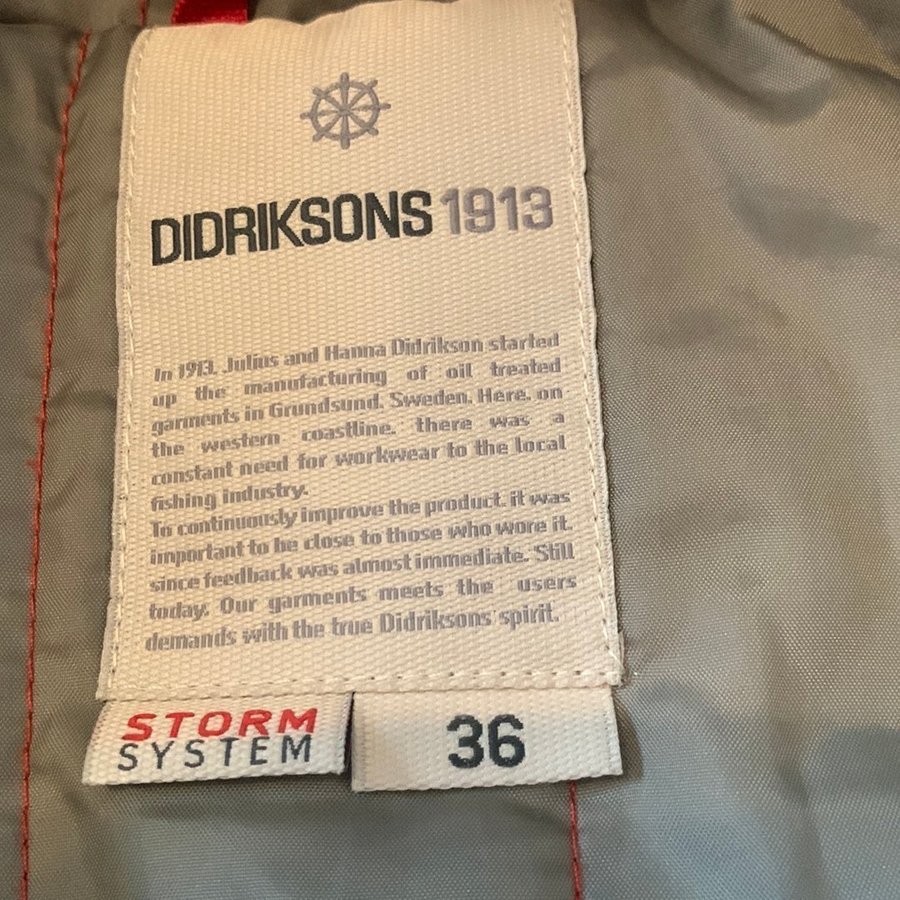 DIDRIKSONS 1913
In 1913, Julius and Hanna Didrikson started
up the manufacturing of oil treated
garments in Grundsund, Sweden. Here, on
the western coastline, there was a
constant need for workwear to the local
fishing industry.
To continuously improve the product, it was
important to be close to those who wore it,
since feedback was almost immediate. Still
today, Our garments meets the users
demands with the true Didriksons spirit.
STORM
SYSTEM
36